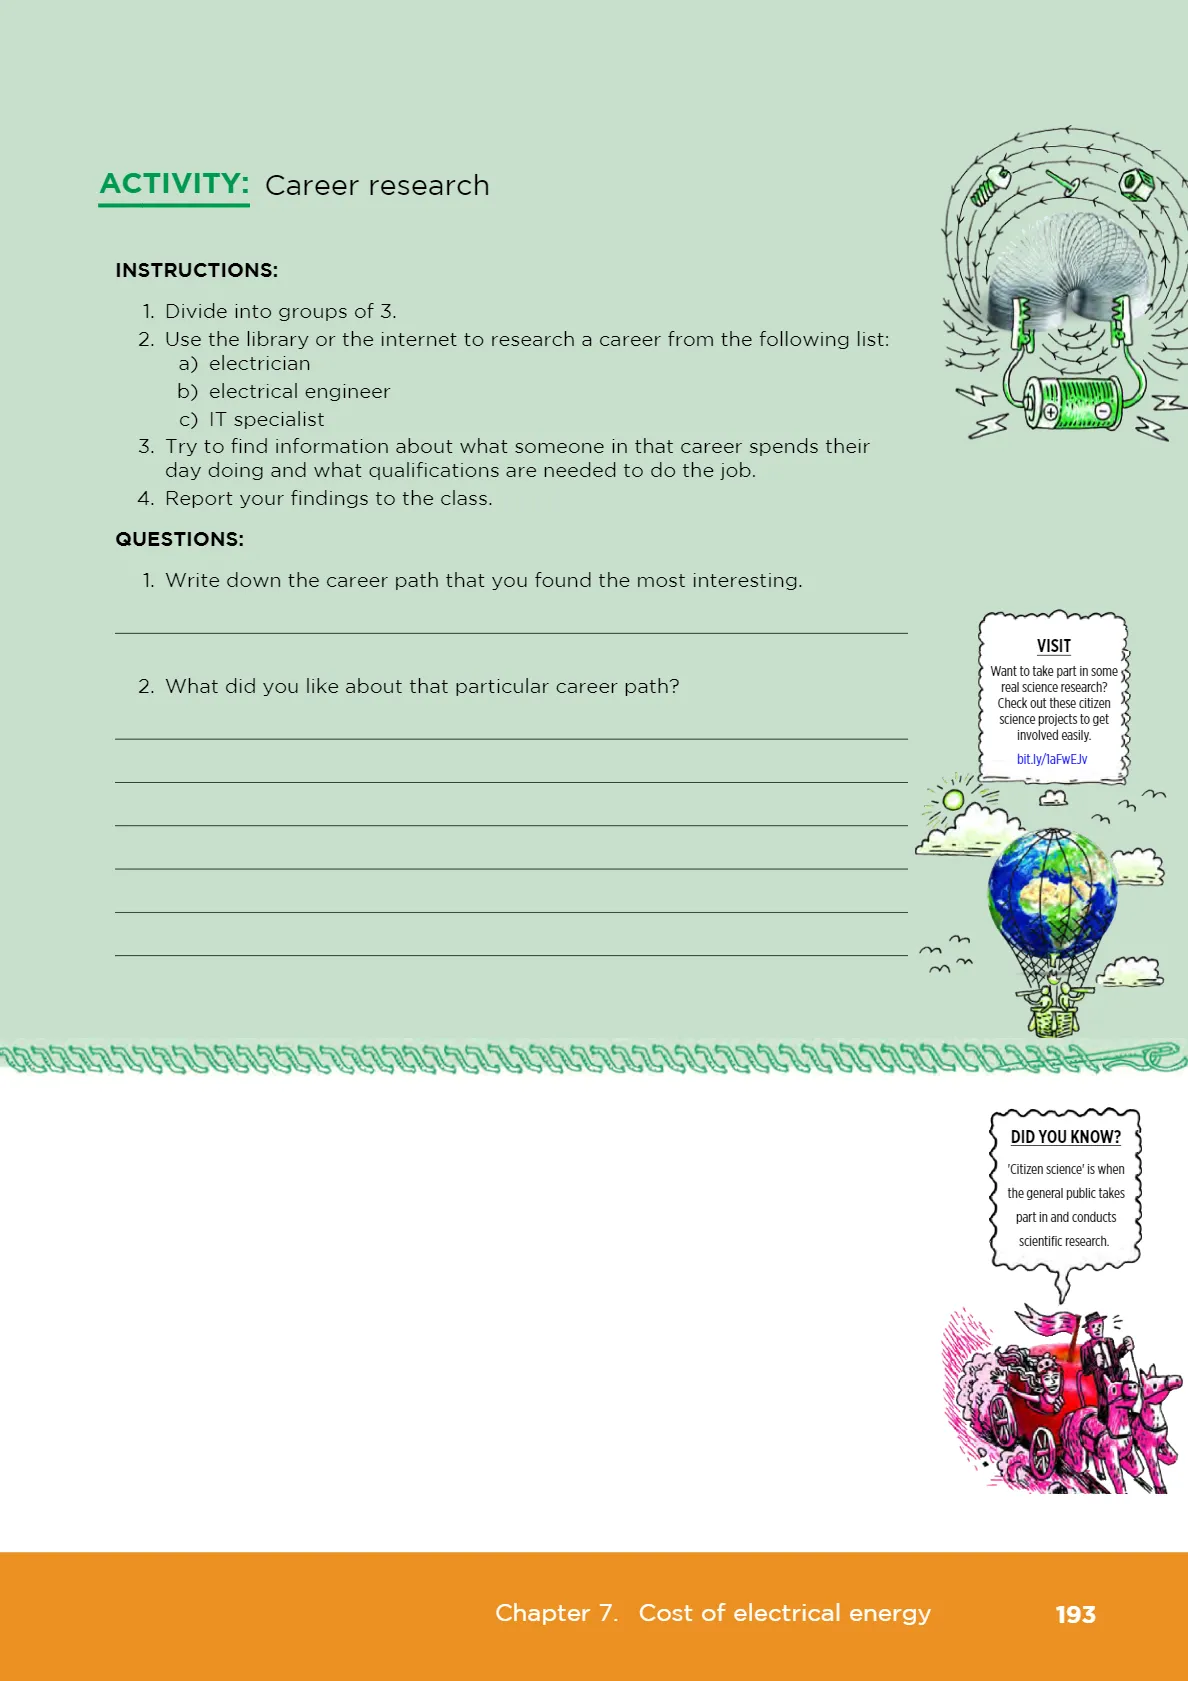 ACTIVITY: Career research
INSTRUCTIONS:
1. Divide into groups of 3.
2. Use the library or the internet to research a career from the following list:
a) electrician
b) electrical engineer
c) IT specialist
3. Try to find information about what someone in that career spends their
day doing and what qualifications are needed to do the job.
4. Report your findings to the class.
QUESTIONS:
1. Write down the career path that you found the most interesting.
2. What did you like about that particular career path?
VISIT
Want to take part in some
real science research?
Check out these citizen
science projects to get
involved easily.
bit.ly/1aFwEJv
DID YOU KNOW?
'Citizen science' is when
the general public takes
part in and conducts
scientific research.
Chapter 7. Cost of electrical energy 193